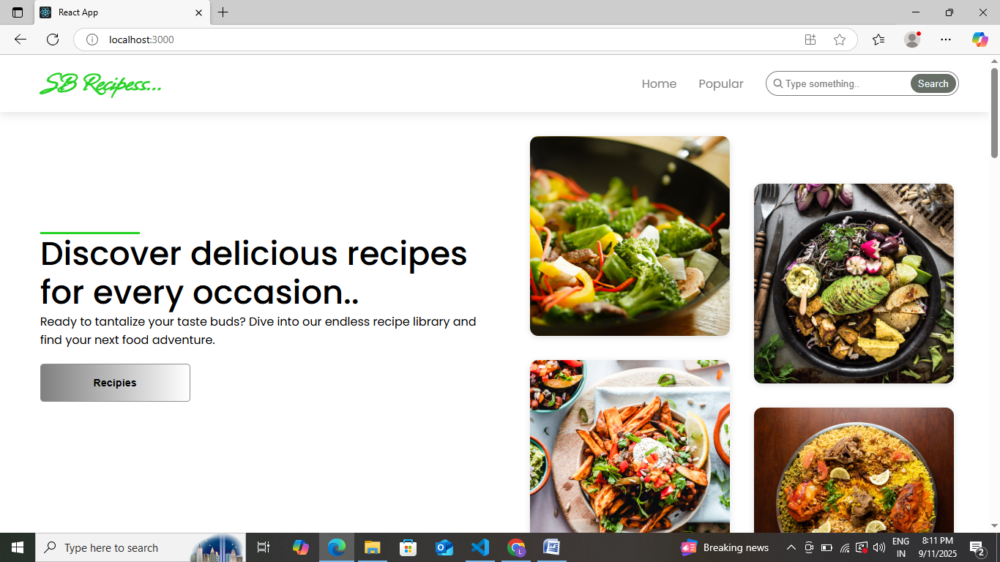 React App
localhost:3000
SB Recipess...
Home
Popular
Type something..
Search
Discover delicious recipes
for every occasion..
Ready to tantalize your taste buds? Dive into our endless recipe library and
find your next food adventure.
Recipies
Type here to search
Breaking news
ENG
IN
8:11 PM
9/11/2025
2